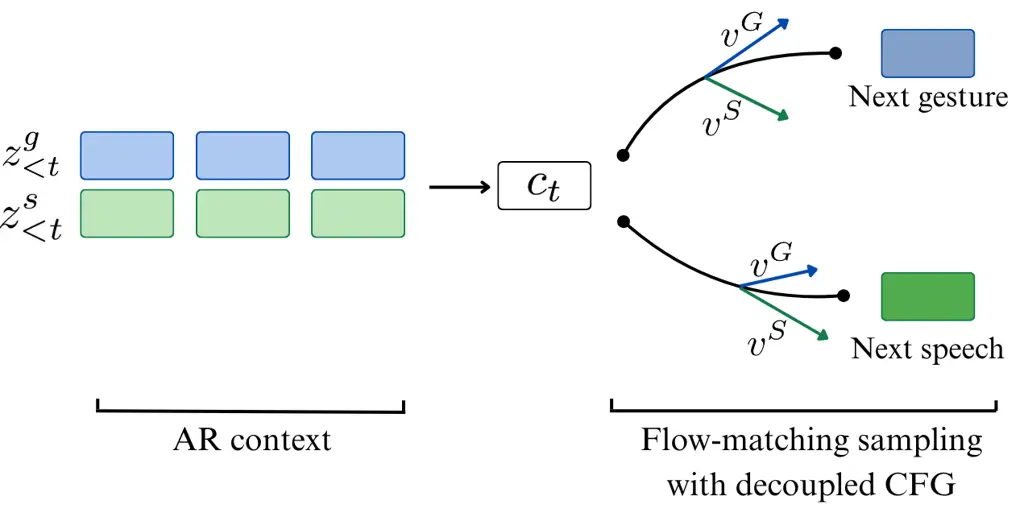 v^G
v^S
Next gesture
z^g_{<t}
z^s_{<t}
c_t
v^G
v^S
Next speech
AR context
Flow-matching sampling
with decoupled CFG